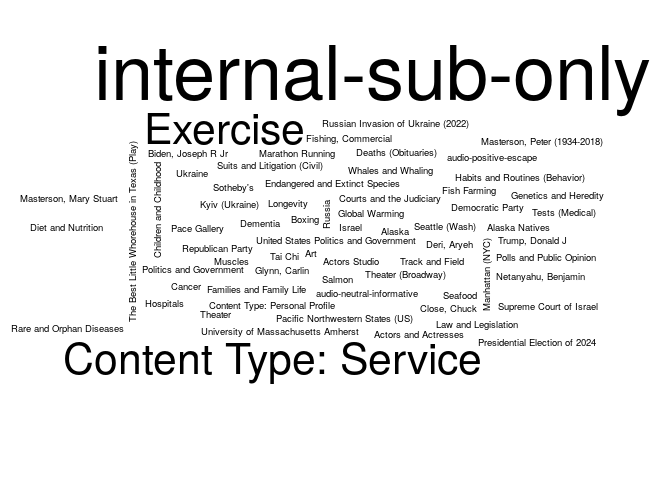 internal-sub-only
Exercise
Russian Invasion of Ukraine (2022)
Fishing, Commercial
Masterson, Peter (1934-2018)
Biden, Joseph R Jr
Marathon Running
Deaths (Obituaries)
audio-positive-escape
Suits and Litigation (Civil)
Ukraine
Whales and Whaling
Habits and Routines (Behavior)
Sotheby's
Endangered and Extinct Species
Fish Farming
Genetics and Heredity
Masterson, Mary Stuart
The Best Little Whorehouse in Texas (Play)
Children and Childhood
Kyiv (Ukraine)
Longevity
Russia
Courts and the Judiciary
Democratic Party
Tests (Medical)
Global Warming
Diet and Nutrition
Pace Gallery
Dementia
Boxing
Israel
Alaska
Seattle (Wash)
Alaska Natives
United States Politics and Government
Deri, Aryeh
Manhattan (NYC)
Trump, Donald J
Republican Party
Tai Chi
Art
Muscles
Actors Studio
Track and Field
Polls and Public Opinion
Politics and Government
Glynn, Carlin
Salmon
Theater (Broadway)
Netanyahu, Benjamin
Cancer
Families and Family Life
audio-neutral-informative
Seafood
Hospitals
Content Type: Personal Profile
Close, Chuck
Supreme Court of Israel
Theater
Pacific Northwestern States (US)
Law and Legislation
Rare and Orphan Diseases
University of Massachusetts Amherst
Actors and Actresses
Presidential Election of 2024
Content Type: Service